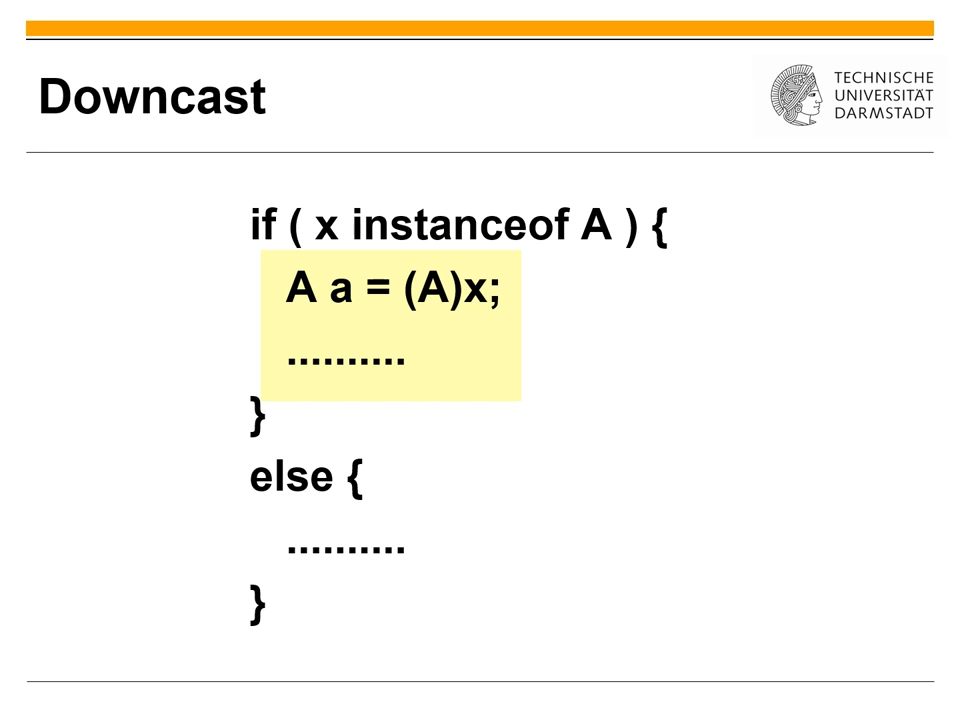 Downcast
TECHNISCHE
UNIVERSITÄT
DARMSTADT
if ( x instanceof A ) {
A a = (A)x;
..........
}
else {
..........
}